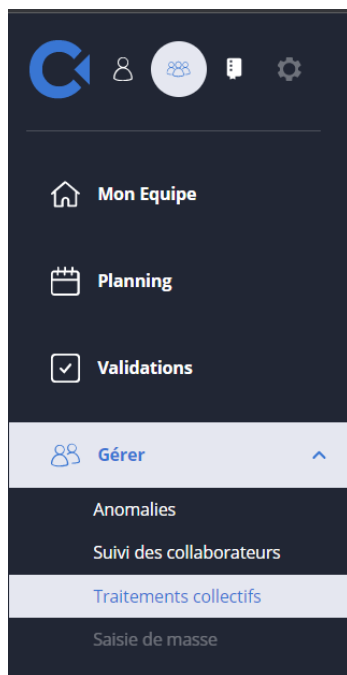 Mon Equipe
Planning
Validations
Gérer
Anomalies
Suivi des collaborateurs
Traitements collectifs
Saisie de masse